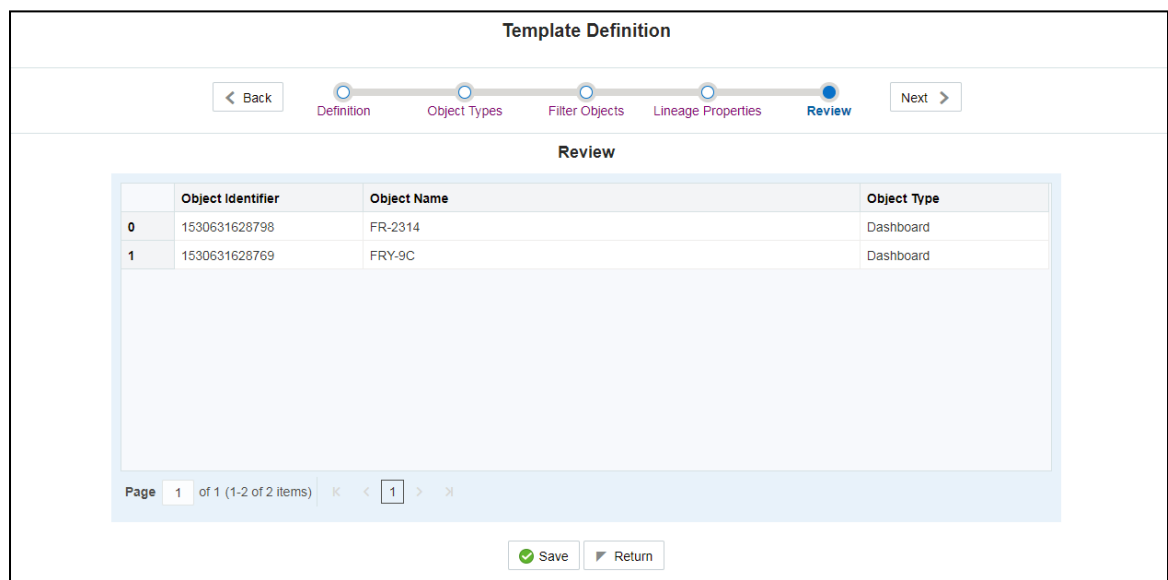 Template Definition
Back Definition Object Types Filter Objects Lineage Properties Review Next
Review
Object Identifier Object Name Object Type
0 1530631628798 FR-2314 Dashboard
1 1530631628769 FRY-9C Dashboard
Page 1 of 1 (1-2 of 2 items) K < 1 > X
Save Return